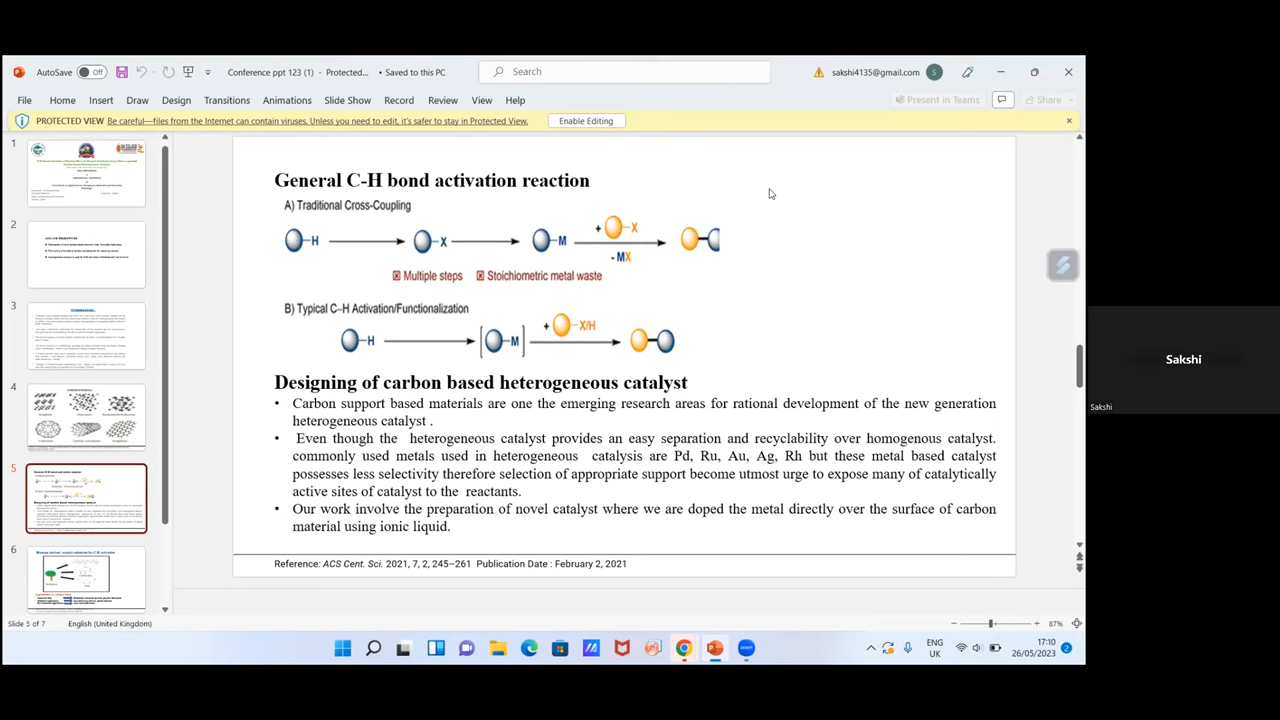 AutoSave Off Conference ppt 123 (1) - Protected... • Saved to this PC Search sakshi4135@gmail.com S
File Home Insert Draw Design Transitions Animations Slide Show Record Review View Help Present in Teams Share
PROTECTED VIEW Be careful—files from the Internet can contain viruses. Unless you need to edit, it's safer to stay in Protected View. Enable Editing
1
2
3
4
5
6
General C-H bond activation reaction
A) Traditional Cross-Coupling
H X M + X
- MX
Multiple steps Stoichiometric metal waste
B) Typical C–H Activation/Functionalization
H M + X/H
Designing of carbon based heterogeneous catalyst
• Carbon support based materials are one the emerging research areas for rational development of the new generation
heterogeneous catalyst .
• Even though the heterogeneous catalyst provides an easy separation and recyclability over homogenous catalyst.
commonly used metals used in heterogeneous catalysis are Pd, Ru, Au, Ag, Rh but these metal based catalyst
posseses less selectivity therefore selection of appropriate support become utmost urge to expose many of catalytically
active sites of catalyst to the reactants.
• Our work involve the preparation of novel catalyst where we are doped the metal directly over the surface of carbon
material using ionic liquid.
Reference: ACS Cent. Sci. 2021, 7, 2, 245–261 Publication Date : February 2, 2021
Sakshi
Sakshi
Slide 5 of 7 English (United Kingdom) 87%
ENG
UK
17:10
26/05/2023
2